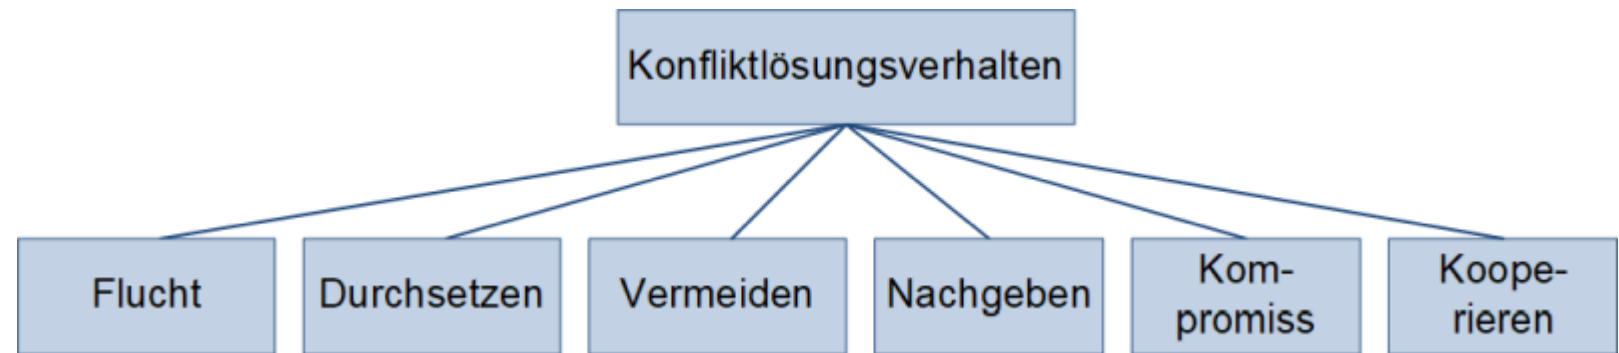 Konfliktlösungsverhalten
Flucht
Durchsetzen
Vermeiden
Nachgeben
Kom-
promiss
Koope-
rieren